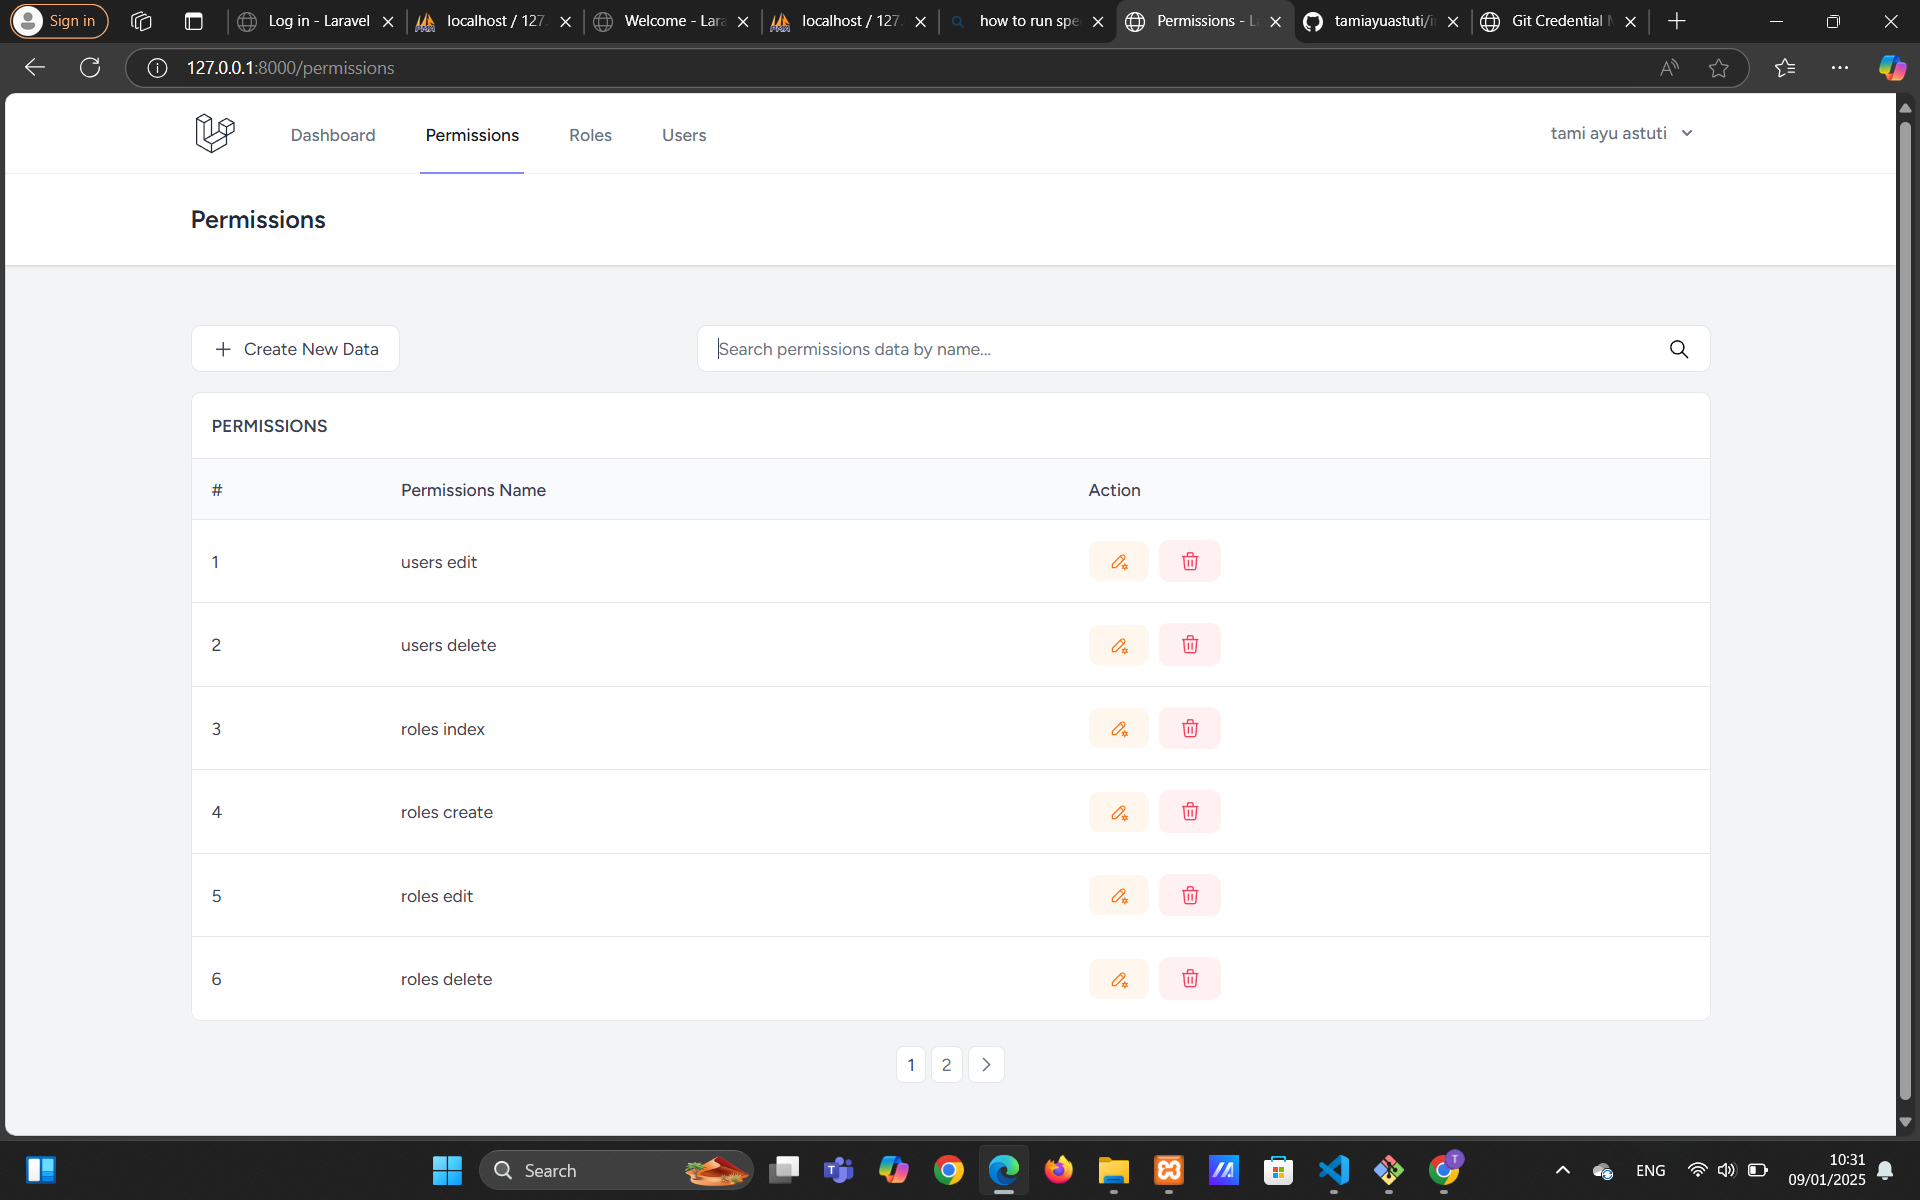 Sign in
Log in - Laravel
localhost / 127.
Welcome - Lara
localhost / 127.
how to run spe
Permissions - L
tamiayuastuti/i
Git Credential M
127.0.0.1:8000/permissions
Dashboard
Permissions
Roles
Users
tami ayu astuti
Permissions
Create New Data
Search permissions data by name...
PERMISSIONS
# Permissions Name Action
1 users edit
2 users delete
3 roles index
4 roles create
5 roles edit
6 roles delete
1 2
Search
ENG
10:31
09/01/2025